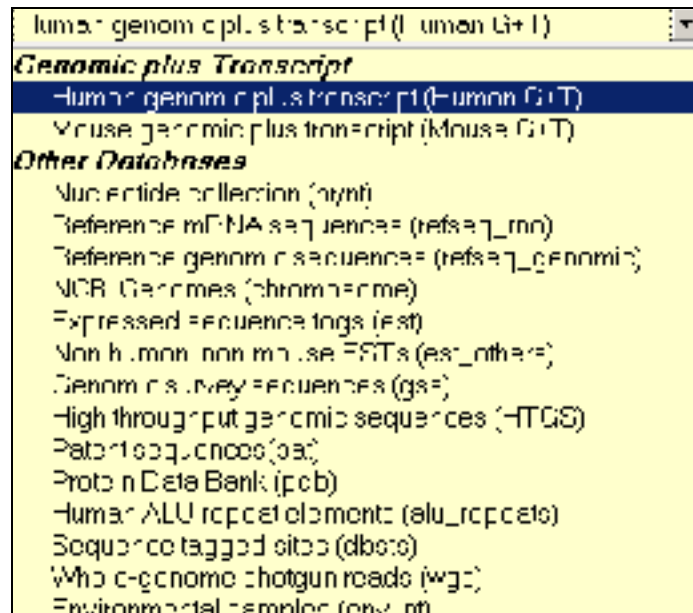 Human genomic plus transcript (Human G+T)
Genomic plus Transcript
Human genomic plus transcript (Human G+T)
Mouse genomic plus transcript (Mouse G+T)
Other Databases
Nucleotide collection (nr/nt)
Reference mRNA sequences (refseq_rna)
Reference genomic sequences (refseq_genomic)
NCBI Genomes (chromosome)
Expressed sequence tags (est)
Non human, non mouse ESTs (est_others)
Genomic survey sequences (gss)
High throughput genomic sequences (HTGS)
Patent sequences(pat)
Protein Data Bank (pdb)
Human ALU repeat elements (alu_repeats)
Sequence tagged sites (dbsts)
Whole-genome shotgun reads (wgs)
Environmental samples (env_nt)